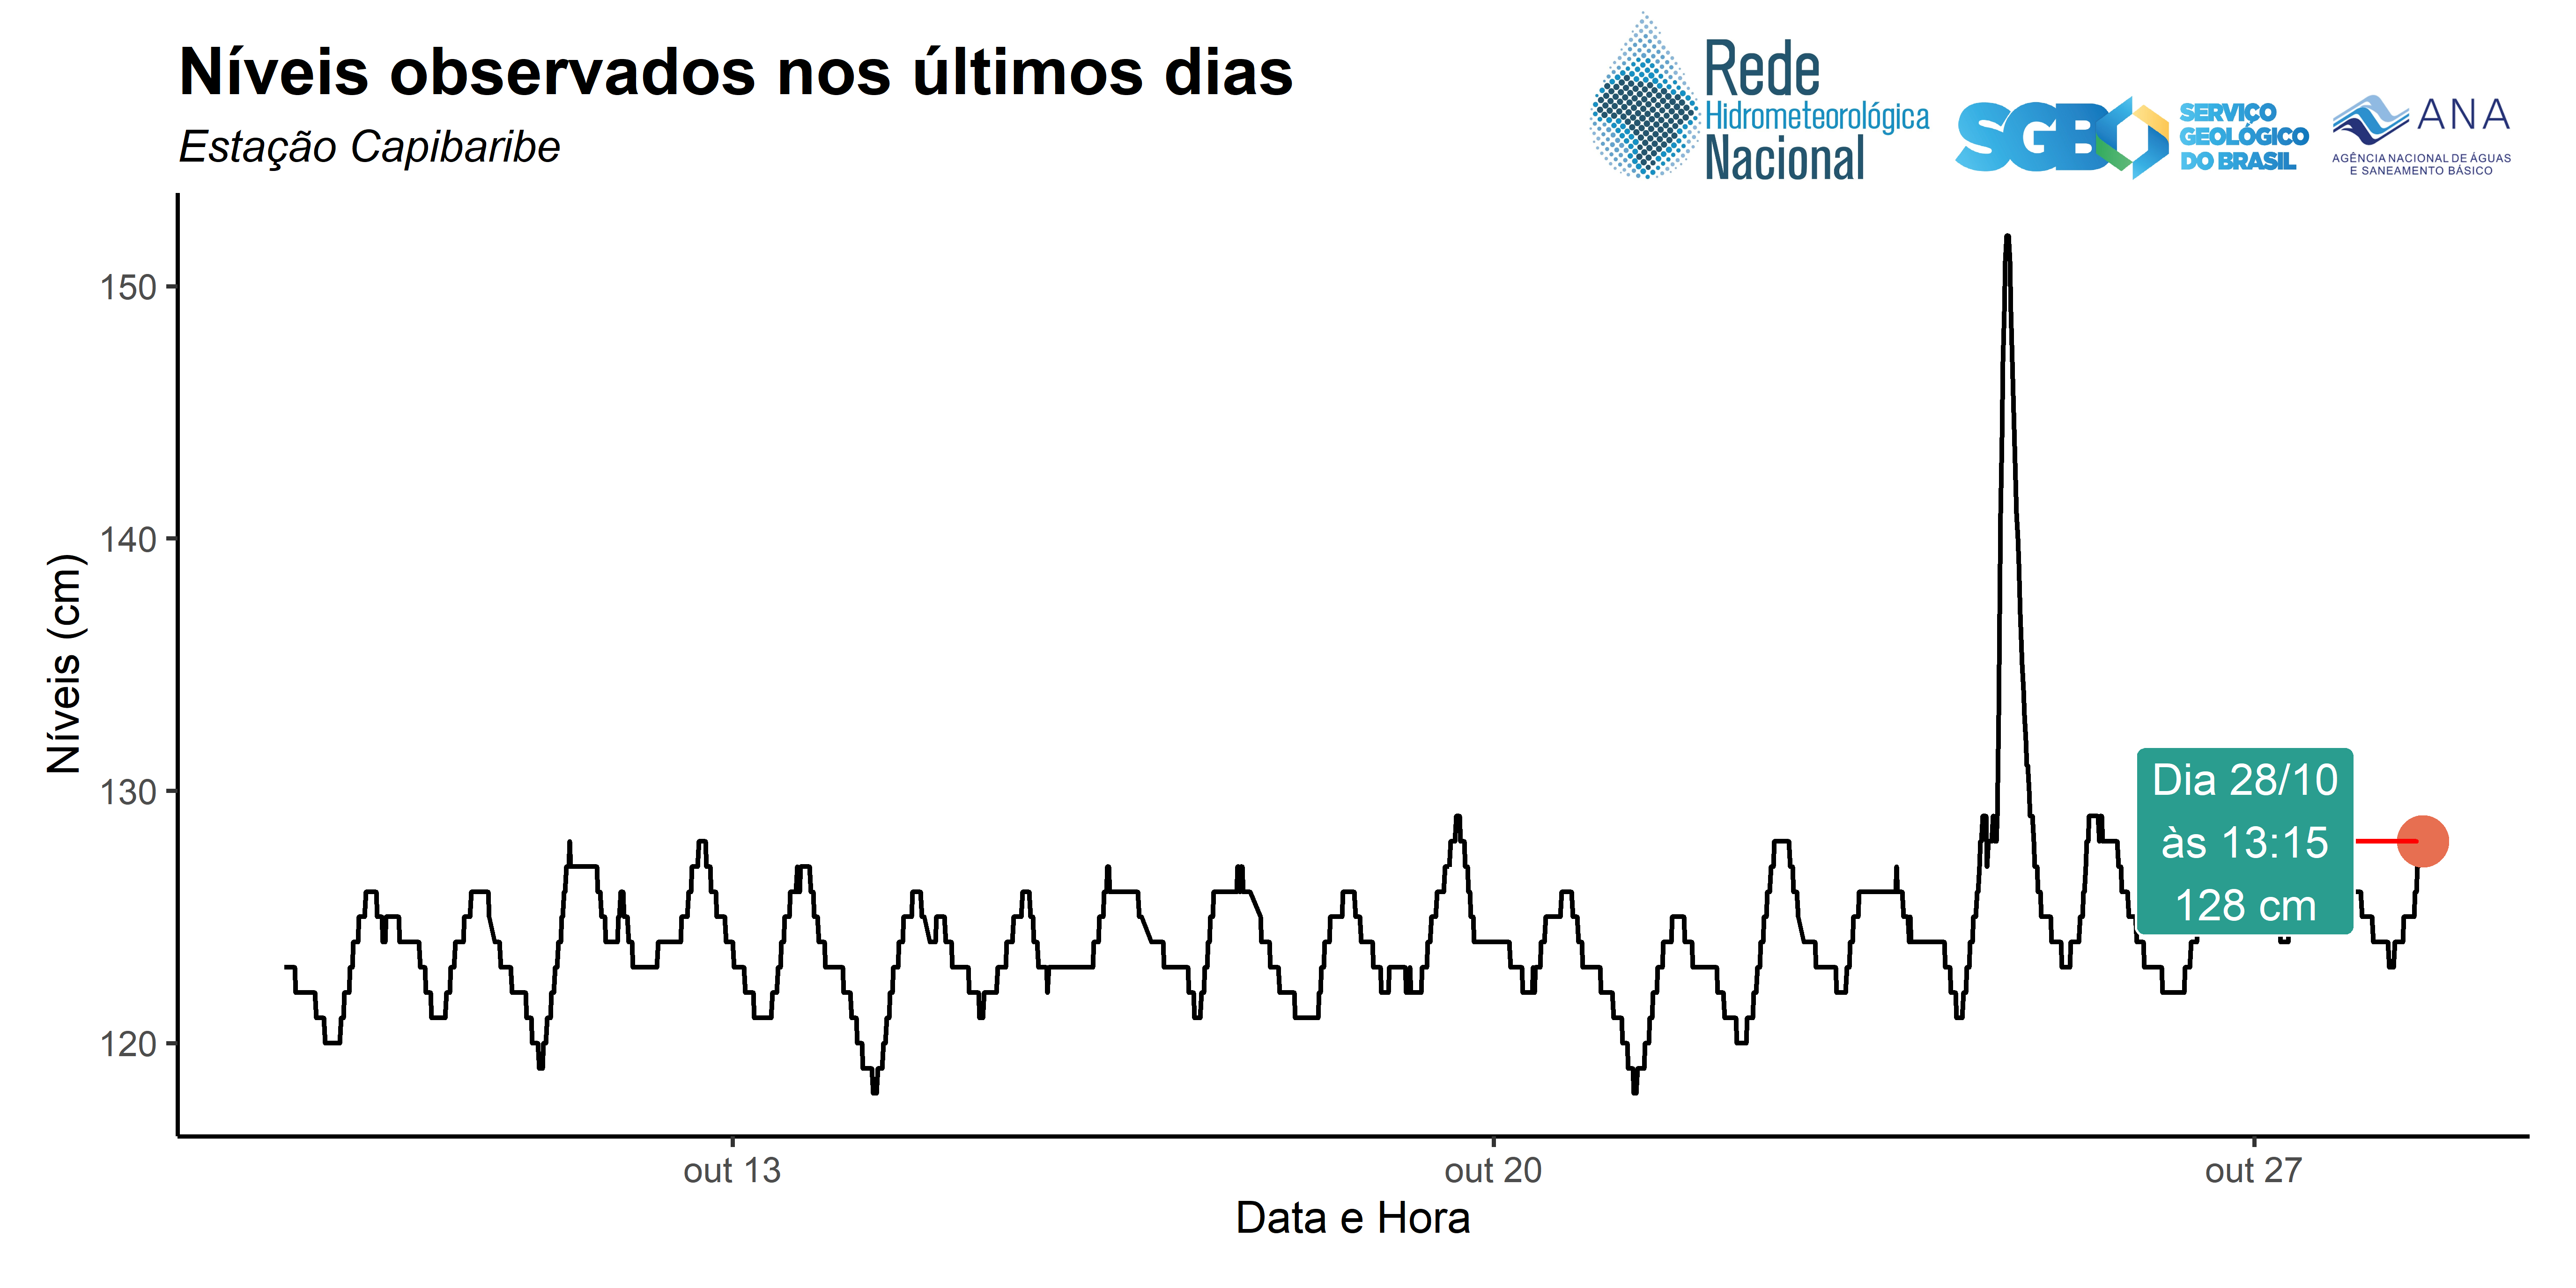 Níveis observados nos últimos dias
Estação Capibaribe
Rede
Hidrometeorológica
Nacional
SGB
SERVIÇO
GEOLÓGICO
DO BRASIL
ANA
AGÊNCIA NACIONAL DE ÁGUAS
E SANEAMENTO BÁSICO
Níveis (cm)
150
140
130
120
Dia 28/10
às 13:15
128 cm
out 13
out 20
out 27
Data e Hora